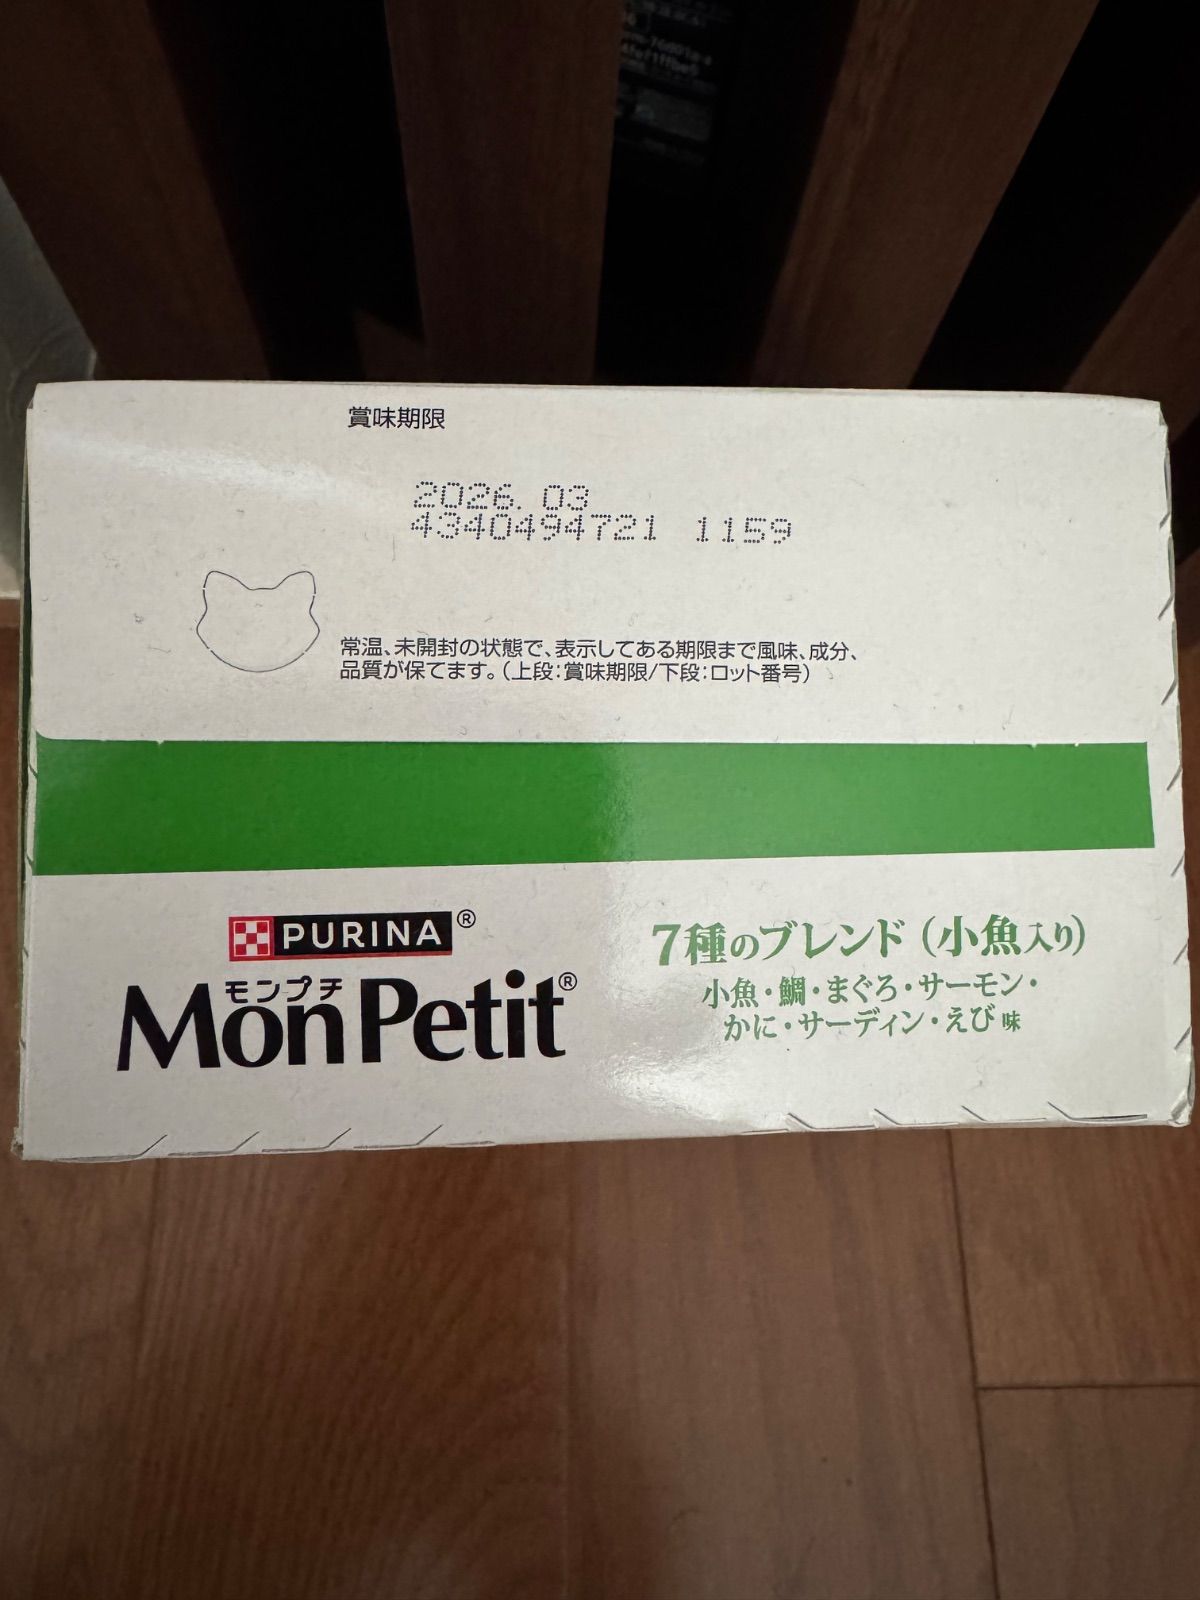 賞味期限
2026.03
4340494721 1159
常温、未開封の状態で、表示してある期限まで風味、成分、
品質が保てます。(上段:賞味期限/下段:ロット番号)
PURINA®
モンプチ
Mon Petit®
7種のブレンド(小魚入り)
小魚・鯛・まぐろ・サーモン・
かに・サーディン・えび味